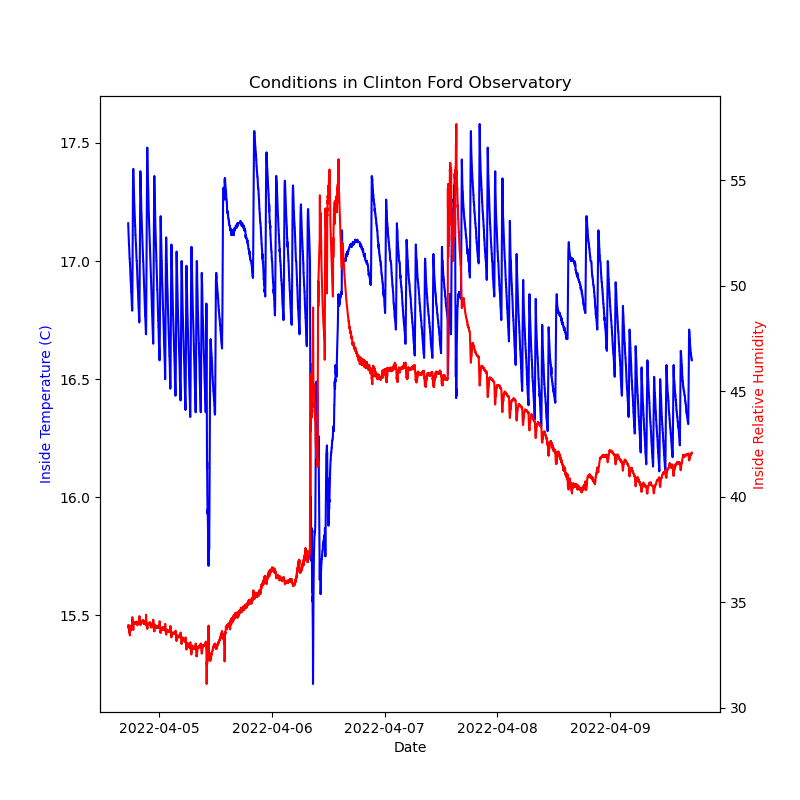 Conditions in Clinton Ford Observatory
17.5
17.0
16.5
16.0
15.5
Inside Temperature (C)
55
50
45
40
35
30
Inside Relative Humidity
2022-04-05 2022-04-06 2022-04-07 2022-04-08 2022-04-09
Date